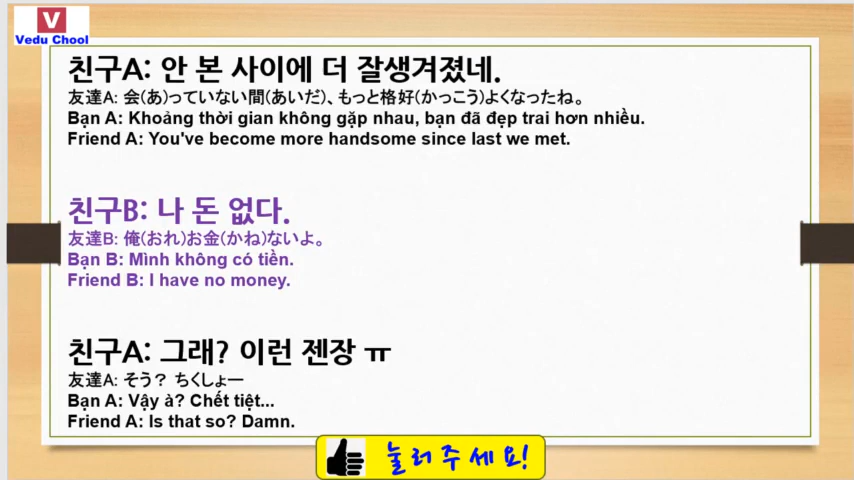 V
Vedu Chool
친구A: 안 본 사이에 더 잘생겨졌네.
友達A: 会(あ)っていない間(あいだ)、もっと格好(かっこう)よくなったね。
Bạn A: Khoảng thời gian không gặp nhau, bạn đã đẹp trai hơn nhiều.
Friend A: You've become more handsome since last we met.
친구B: 나 돈 없다.
友達B: 俺(おれ)お金(かね)ないよ。
Bạn B: Mình không có tiền.
Friend B: I have no money.
친구A: 그래? 이런 젠장 ㅠ
友達A: そう? ちくしょー
Bạn A: Vậy à? Chết tiệt...
Friend A: Is that so? Damn.
눌러주세요!